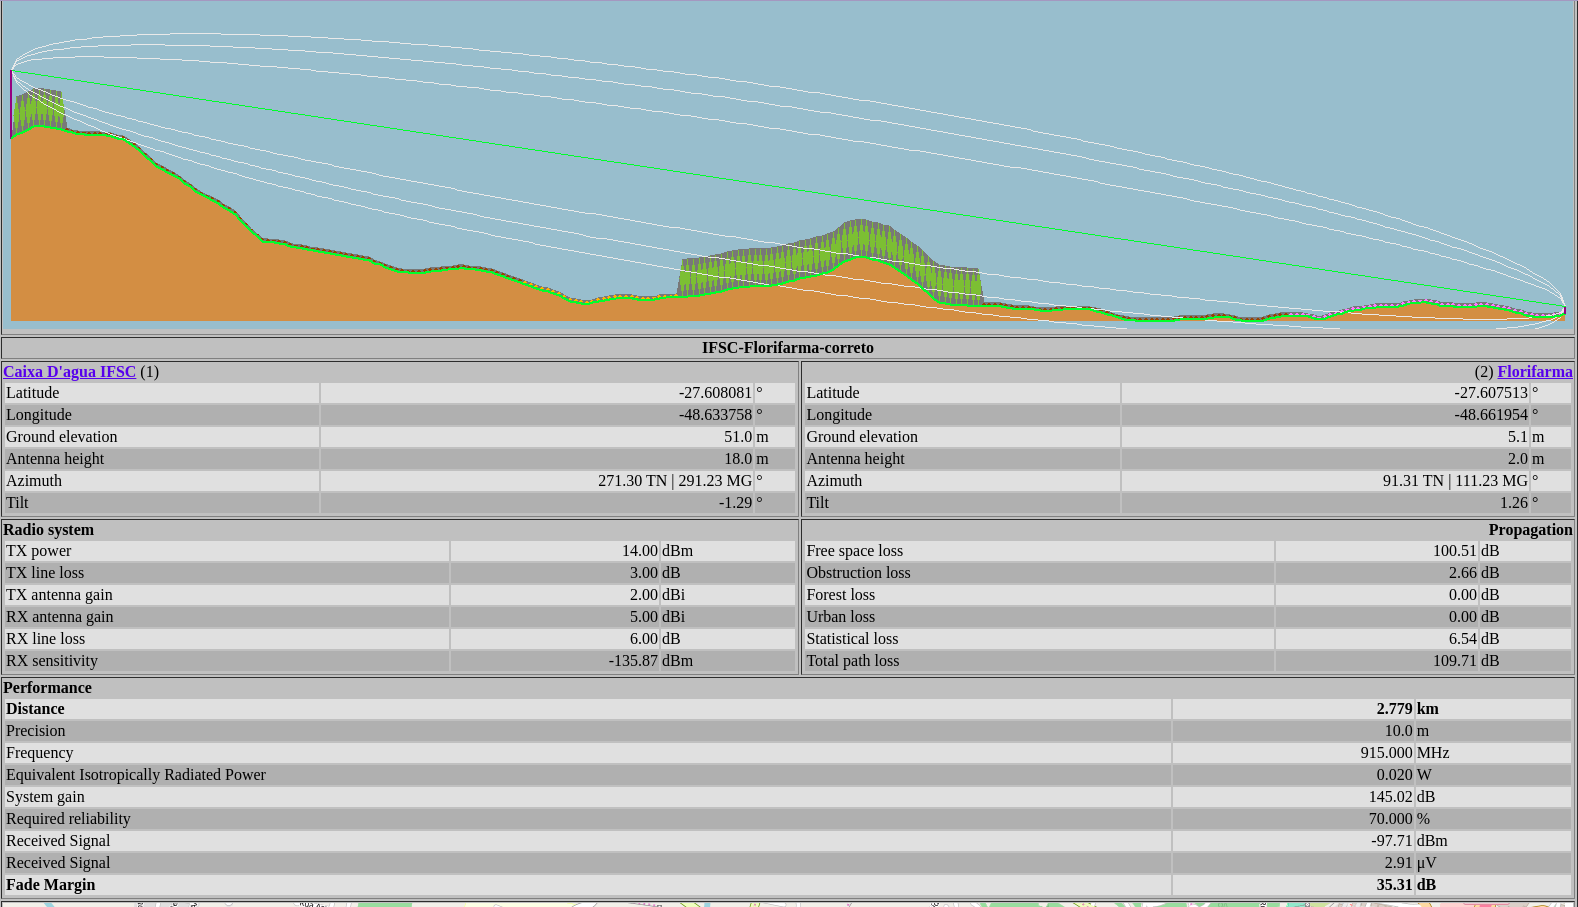 IFSC-Florifarma-correto
Caixa D'agua IFSC (1)
(2) Florifarma
Latitude -27.608081 °
Latitude -27.607513 °
Longitude -48.633758 °
Longitude -48.661954 °
Ground elevation 51.0 m
Ground elevation 5.1 m
Antenna height 18.0 m
Antenna height 2.0 m
Azimuth 271.30 TN | 291.23 MG °
Azimuth 91.31 TN | 111.23 MG °
Tilt -1.29 °
Tilt 1.26 °
Radio system
Propagation
TX power 14.00 dBm
Free space loss 100.51 dB
TX line loss 3.00 dB
Obstruction loss 2.66 dB
TX antenna gain 2.00 dBi
Forest loss 0.00 dB
RX antenna gain 5.00 dBi
Urban loss 0.00 dB
RX line loss 6.00 dB
Statistical loss 6.54 dB
RX sensitivity -135.87 dBm
Total path loss 109.71 dB
Performance
Distance 2.779 km
Precision 10.0 m
Frequency 915.000 MHz
Equivalent Isotropically Radiated Power 0.020 W
System gain 145.02 dB
Required reliability 70.000 %
Received Signal -97.71 dBm
Received Signal 2.91 μV
Fade Margin 35.31 dB